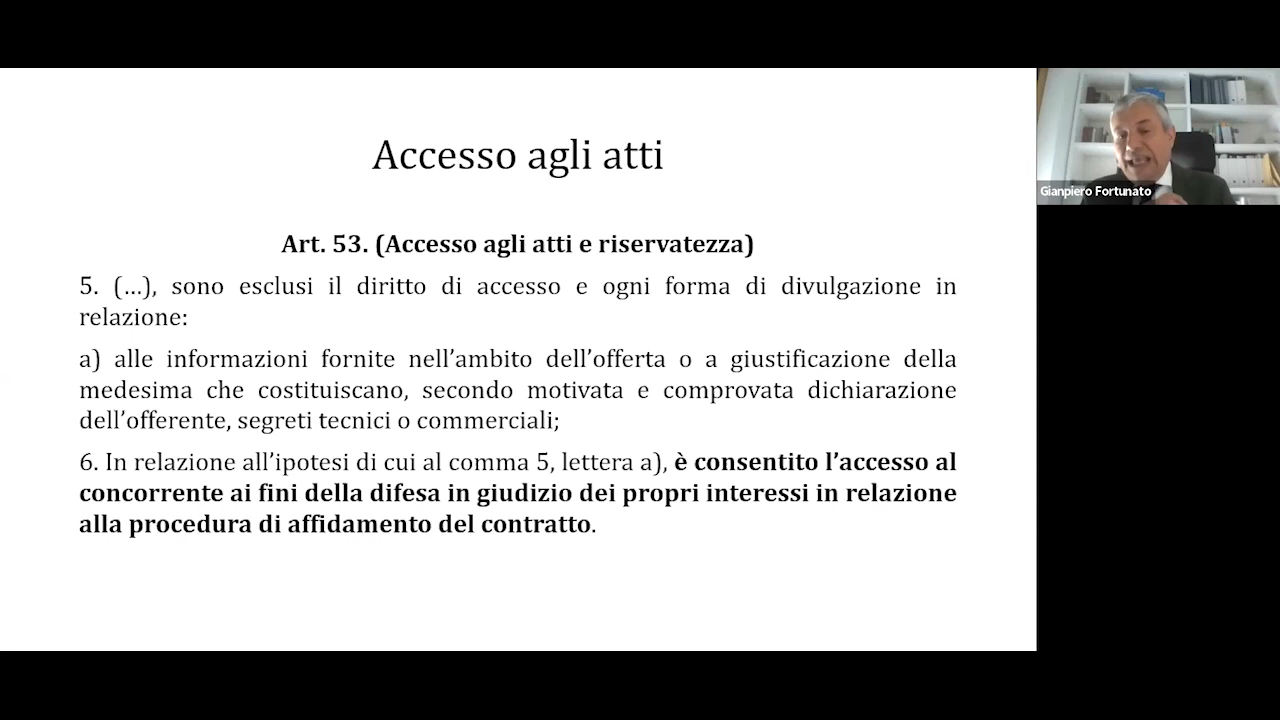 Accesso agli atti
Art. 53. (Accesso agli atti e riservatezza)
5. (...), sono esclusi il diritto di accesso e ogni forma di divulgazione in
relazione:
a) alle informazioni fornite nell’ambito dell’offerta o a giustificazione della
medesima che costituiscano, secondo motivata e comprovata dichiarazione
dell’offerente, segreti tecnici o commerciali;
6. In relazione all’ipotesi di cui al comma 5, lettera a), è consentito l’accesso al
concorrente ai fini della difesa in giudizio dei propri interessi in relazione
alla procedura di affidamento del contratto.
Gianpiero Fortunato